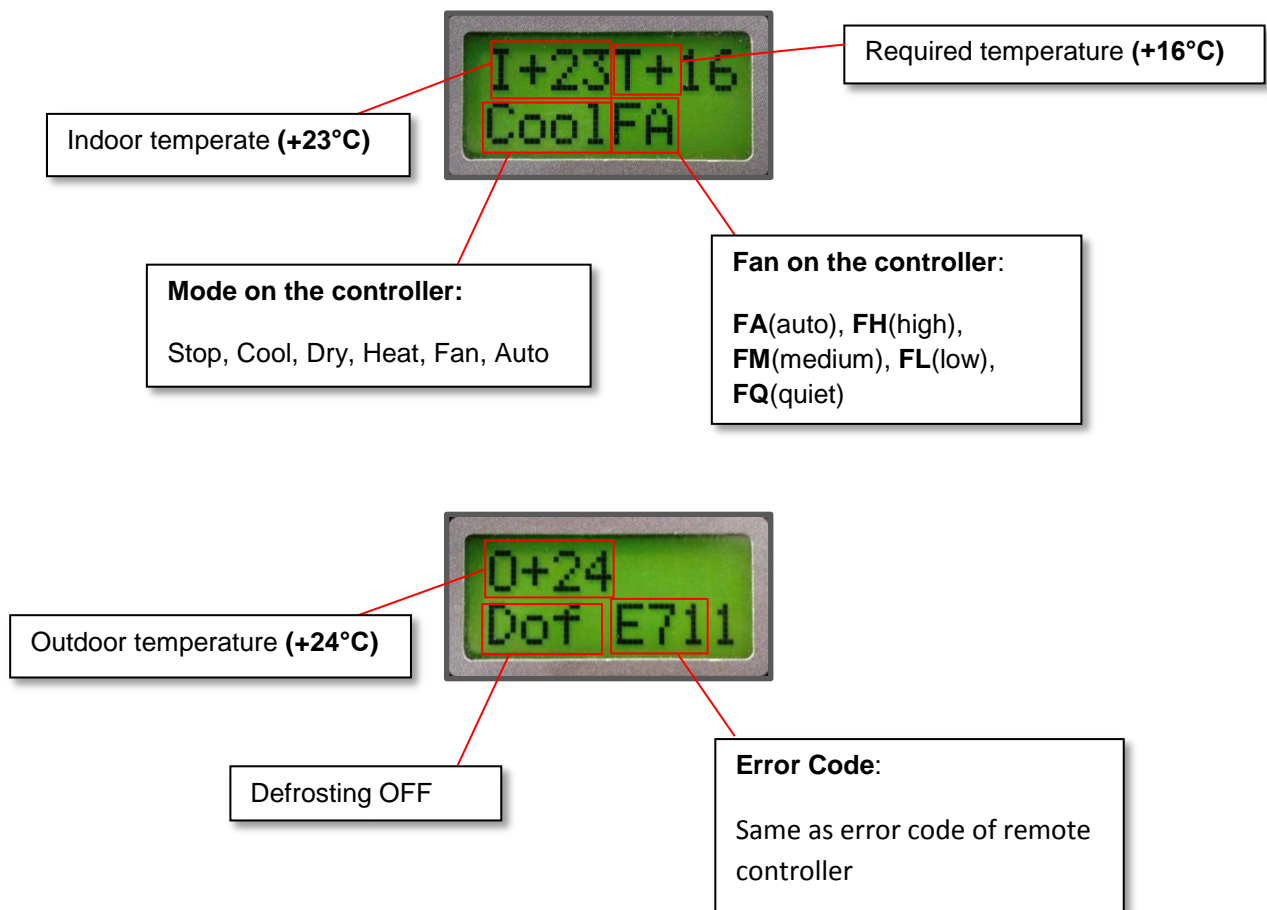 I+23T+16
CoolFA
Required temperature (+16°C)
Indoor temperate (+23°C)
Mode on the controller:
Stop, Cool, Dry, Heat, Fan, Auto
Fan on the controller:
FA(auto), FH(high),
FM(medium), FL(low),
FQ(quiet)
O+24
Dof E711
Outdoor temperature (+24°C)
Defrosting OFF
Error Code:
Same as error code of remote
controller